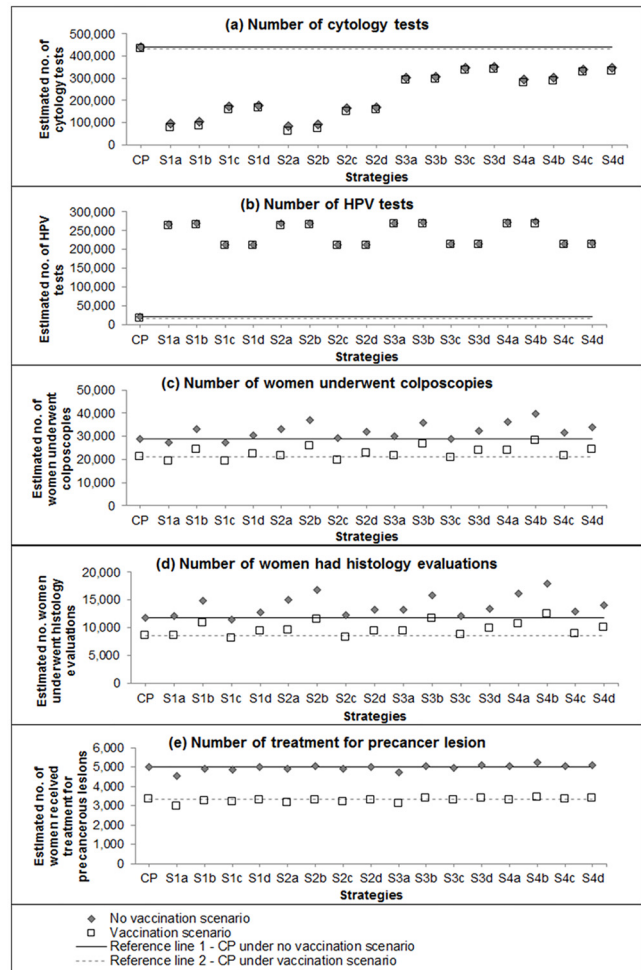 (a) Number of cytology tests
Estimated no. of
cytology tests
500,000
400,000
300,000
200,000
100,000
0
CP S1a S1b S1c S1d S2a S2b S2c S2d S3a S3b S3c S3d S4a S4b S4c S4d
Strategies
(b) Number of HPV tests
Estimated no. of HPV
tests
300,000
250,000
200,000
150,000
100,000
50,000
0
CP S1a S1b S1c S1d S2a S2b S2c S2d S3a S3b S3c S3d S4a S4b S4c S4d
Strategies
(c) Number of women underwent colposcopies
Estimated no. of
women underwent
colposcopies
50,000
40,000
30,000
20,000
10,000
0
CP S1a S1b S1c S1d S2a S2b S2c S2d S3a S3b S3c S3d S4a S4b S4c S4d
Strategies
(d) Number of women had histology evaluations
Estimated no. women
underwent histology
evaluations
20,000
15,000
10,000
5,000
0
CP S1a S1b S1c S1d S2a S2b S2c S2d S3a S3b S3c S3d S4a S4b S4c S4d
Strategies
(e) Number of treatment for precancer lesion
Estimated no. of
women received
treatment for
precancerous lesions
6,000
5,000
4,000
3,000
2,000
1,000
0
CP S1a S1b S1c S1d S2a S2b S2c S2d S3a S3b S3c S3d S4a S4b S4c S4d
Strategies
No vaccination scenario
Vaccination scenario
Reference line 1 - CP under no vaccination scenario
Reference line 2 - CP under vaccination scenario